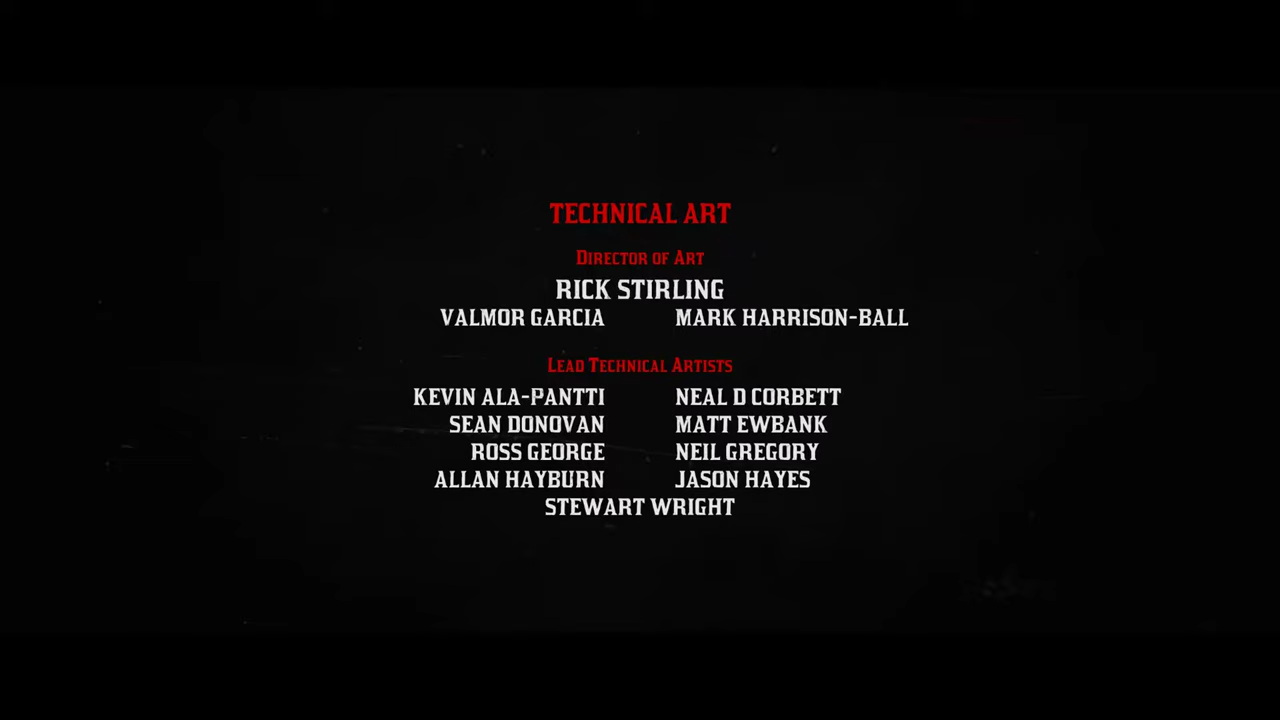 TECHNICAL ART
DIRECTOR OF ART
RICK STIRLING
VALMOR GARCIA MARK HARRISON-BALL
LEAD TECHNICAL ARTISTS
KEVIN ALA-PANTTI NEAL D CORBETT
SEAN DONOVAN MATT EWBANK
ROSS GEORGE NEIL GREGORY
ALLAN HAYBURN JASON HAYES
STEWART WRIGHT